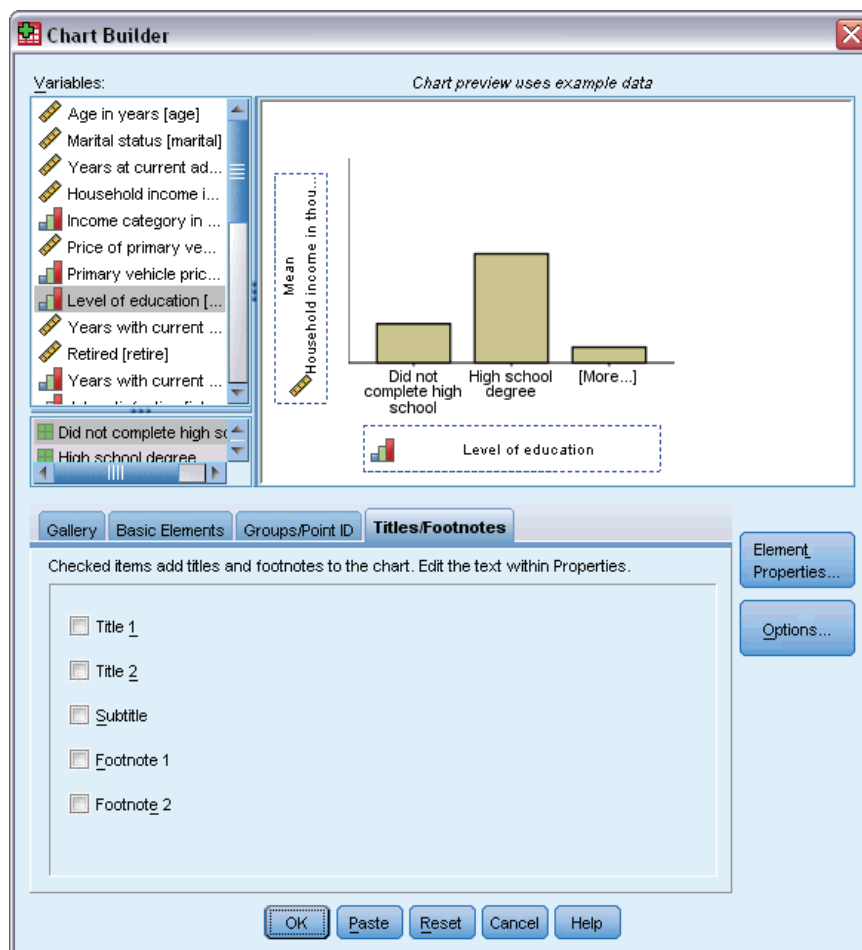 Chart Builder
Variables:
Chart preview uses example data
Age in years [age]
Marital status [marital]
Years at current ad...
Household income i...
Income category in ...
Price of primary ve...
Primary vehicle pric...
Level of education [...
Years with current ...
Retired [retire]
Years with current ...
Did not complete high sc
High school degree
Mean
Household income in thou...
Did not
complete high
school
High school
degree
[More...]
Level of education
Gallery
Basic Elements
Groups/Point ID
Titles/Footnotes
Checked items add titles and footnotes to the chart. Edit the text within Properties.
Title 1
Title 2
Subtitle
Footnote 1
Footnote 2
Element
Properties...
Options...
OK
Paste
Reset
Cancel
Help